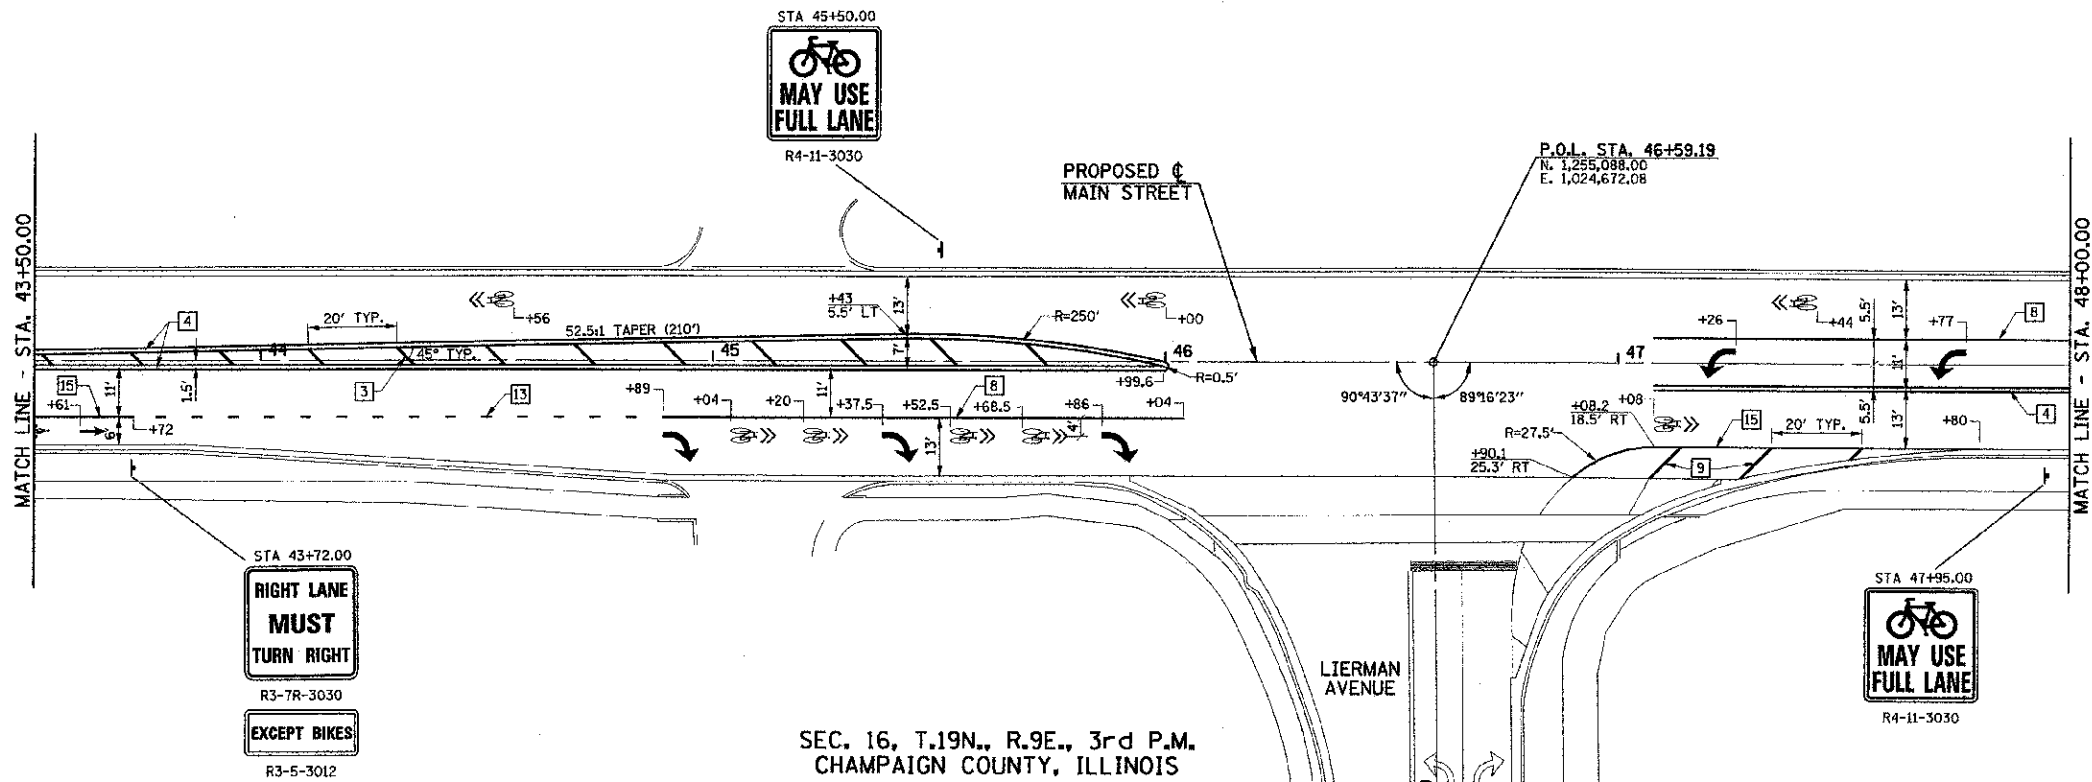 STA 45+50.00
MAY USE
FULL LANE
R4-11-3030
PROPOSED ℄
MAIN STREET
P.O.L. STA. 46+59.19
N. 1,255,088.00
E. 1,024,672.08
MATCH LINE - STA. 43+50.00
MATCH LINE - STA. 48+00.00
+56
+43
5.5' LT
13'
+00
R=250'
20' TYP.
4
52.5:1 TAPER (210')
44
45° TYP.
45
7'
46
47
+26
+44
5.5'
+77
13'
8
11'
1.5'
3
13
15
+61
+72
6'
11'
+89
+04
+20
+37.5
+52.5
8
+68.5
+86
+99.6
+04
R=0.5'
4'
13'
90°43'37"
89°16'23"
+08.2
18.5' RT
+08
R=27.5'
+90.1
25.3' RT
15
20' TYP.
9
11'
5.5'
13'
4
+80
STA 43+72.00
RIGHT LANE
MUST
TURN RIGHT
R3-7R-3030
EXCEPT BIKES
R3-5-3012
LIERMAN
AVENUE
STA 47+95.00
MAY USE
FULL LANE
R4-11-3030
SEC. 16, T.19N., R.9E., 3rd P.M.
CHAMPAIGN COUNTY, ILLINOIS